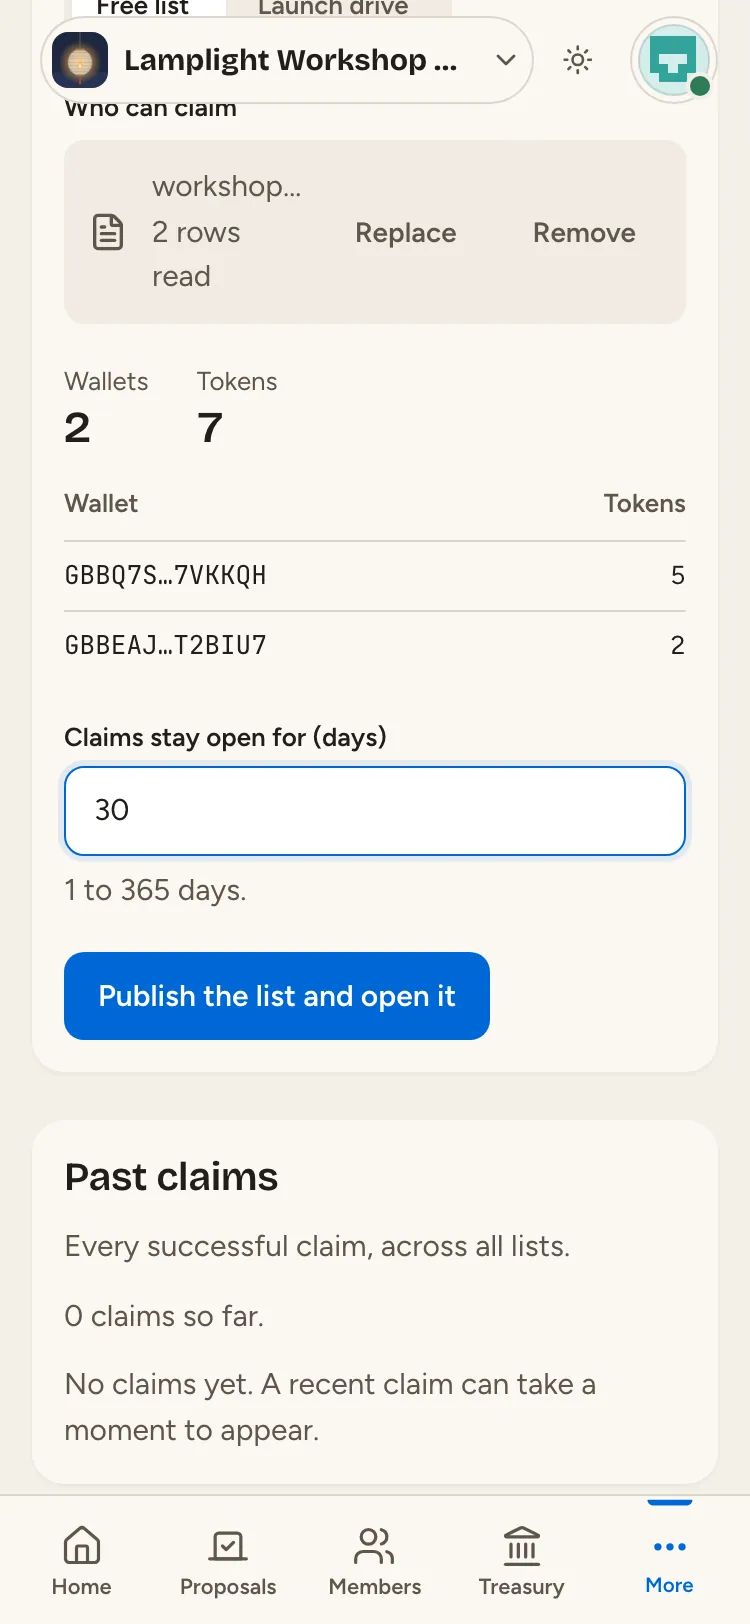 Free list
Launch drive
Lamplight Workshop ...
Who can claim
workshop...
2 rows
read
Replace
Remove
Wallets
Tokens
2
7
Wallet
Tokens
GBBQ7S…7VKKQH
5
GBBEAJ…T2BIU7
2
Claims stay open for (days)
30
1 to 365 days.
Publish the list and open it
Past claims
Every successful claim, across all lists.
0 claims so far.
No claims yet. A recent claim can take a
moment to appear.
Home
Proposals
Members
Treasury
More